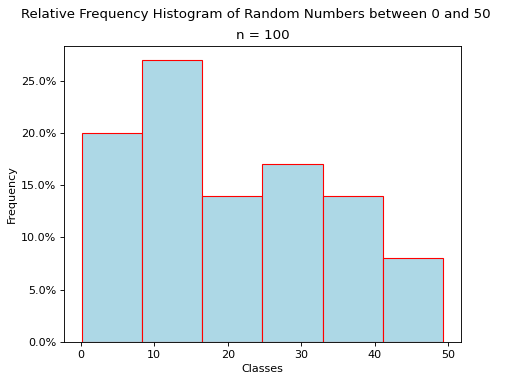 Relative Frequency Histogram of Random Numbers between 0 and 50
n = 100
25.0%
20.0%
15.0%
10.0%
5.0%
0.0%
Frequency
0 10 20 30 40 50
Classes